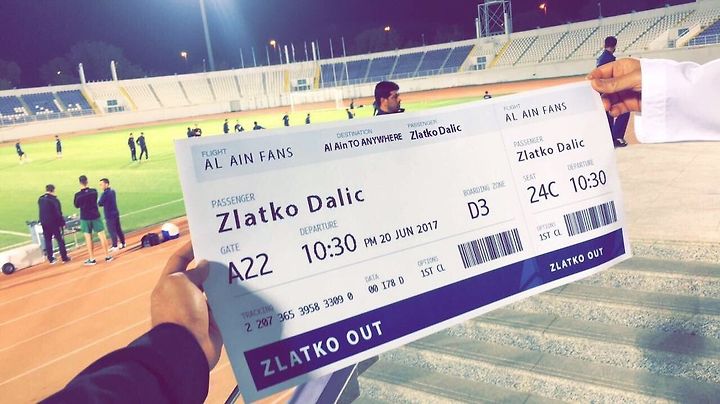 FLIGHT
AL AIN FANS
DESTINATION
Al Ain TO ANYWHERE
PASSENGER
Zlatko Dalic
PASSENGER
Zlatko Dalic
GATE
A22
DEPARTURE
10:30 PM 20 JUN 2017
BOARDING ZONE
D3
TRACKING
2 207 365 3958 3309 0
DATA
00 I78 D
OPTIONS
1ST CL
ZLATKO OUT
FLIGHT
AL AIN FANS
PASSENGER
Zlatko Dalic
SEAT
24C
DEPARTURE
10:30
OPTIONS
1ST CL
ZLATKO OUT